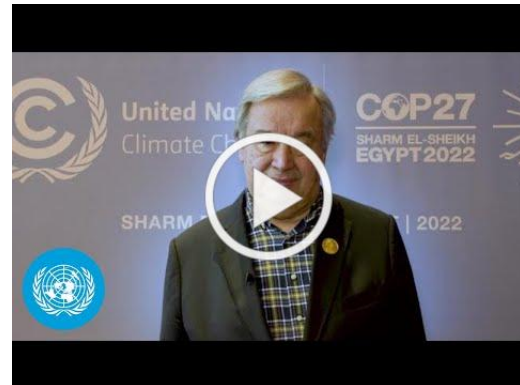 United Na
Climate Ch
COP27
SHARM EL-SHEIKH
EGYPT 2022
SHARM
| 2022